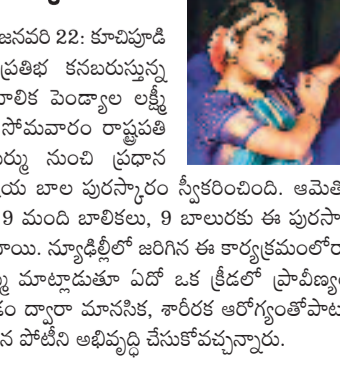 జనవరి 22: కూచిపూడి
ప్రతిభ కనబరుస్తున్న
బాలిక పెండ్యాల లక్ష్మీ
సోమవారం రాష్ట్రపతి
ర్ము నుంచి ప్రధాన
య బాల పురస్కారం స్వీకరించింది. ఆమెతో
9 మంది బాలికలు, 9 బాలురకు ఈ పురస్కా
యి. న్యూఢిల్లీలో జరిగిన ఈ కార్యక్రమంలో
మాట్లాడుతూ ఏదో ఒక క్రీడలో ప్రావీణ్య
డం ద్వారా మానసిక, శారీరక ఆరోగ్యంతోపాటు
న పోటీని అభివృద్ధి చేసుకోవచ్చన్నారు.